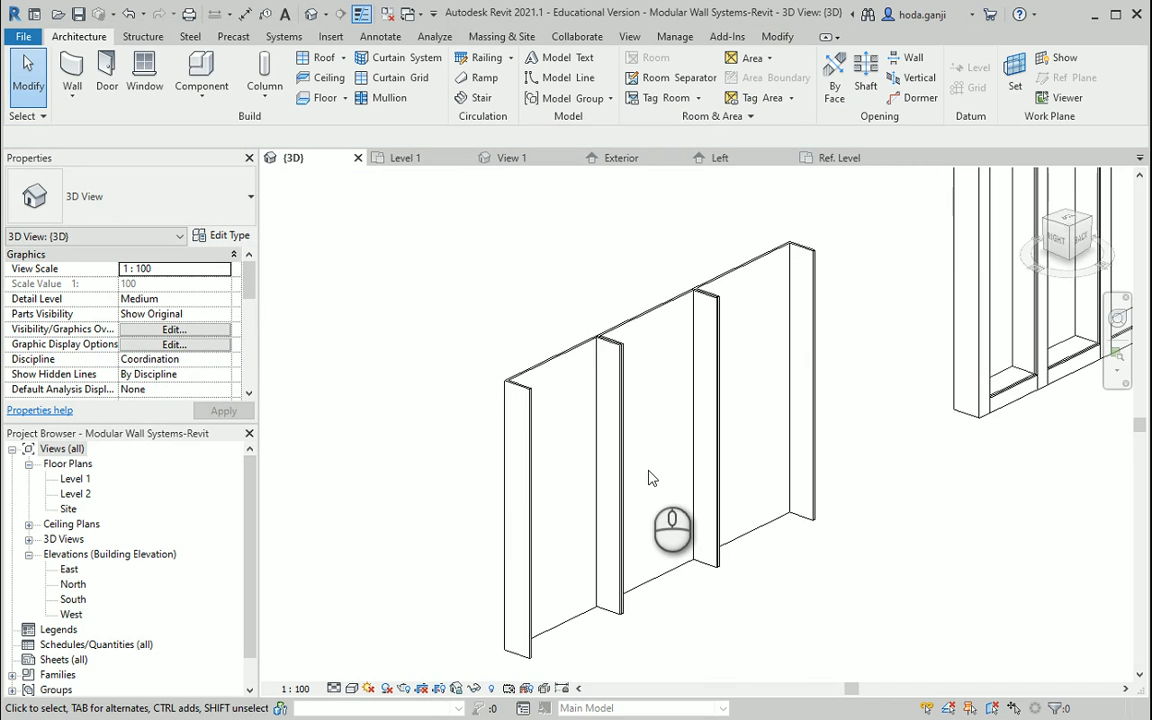 Autodesk Revit 2021.1 - Educational Version - Modular Wall Systems-Revit - 3D View: {3D}
hoda.ganji
File Architecture Structure Steel Precast Systems Insert Annotate Analyze Massing & Site Collaborate View Manage Add-Ins Modify
Roof Curtain System Railing Model Text Room Area Wall Level Show
Ceiling Curtain Grid Ramp Model Line Room Separator Area Boundary Vertical Grid Ref Plane
Modify Wall Door Window Component Column By Face Shaft Set
Floor Mullion Stair Model Group Tag Room Tag Area Dormer Viewer
Select Build Circulation Model Room & Area Opening Datum Work Plane
Properties
{3D} Level 1 View 1 Exterior Left Ref. Level
3D View
3D View: {3D} Edit Type
Graphics
View Scale 1 : 100
Scale Value 1: 100
Detail Level Medium
Parts Visibility Show Original
Visibility/Graphics Ov... Edit...
Graphic Display Options Edit...
Discipline Coordination
Show Hidden Lines By Discipline
Default Analysis Displ... None
Properties help Apply
Project Browser - Modular Wall Systems-Revit
Views (all)
Floor Plans
Level 1
Level 2
Site
Ceiling Plans
3D Views
Elevations (Building Elevation)
East
North
South
West
Legends
Schedules/Quantities (all)
Sheets (all)
Families
Groups
RIGHT BACK
1 : 100
Click to select, TAB for alternates, CTRL adds, SHIFT unselect :0 Main Model :0